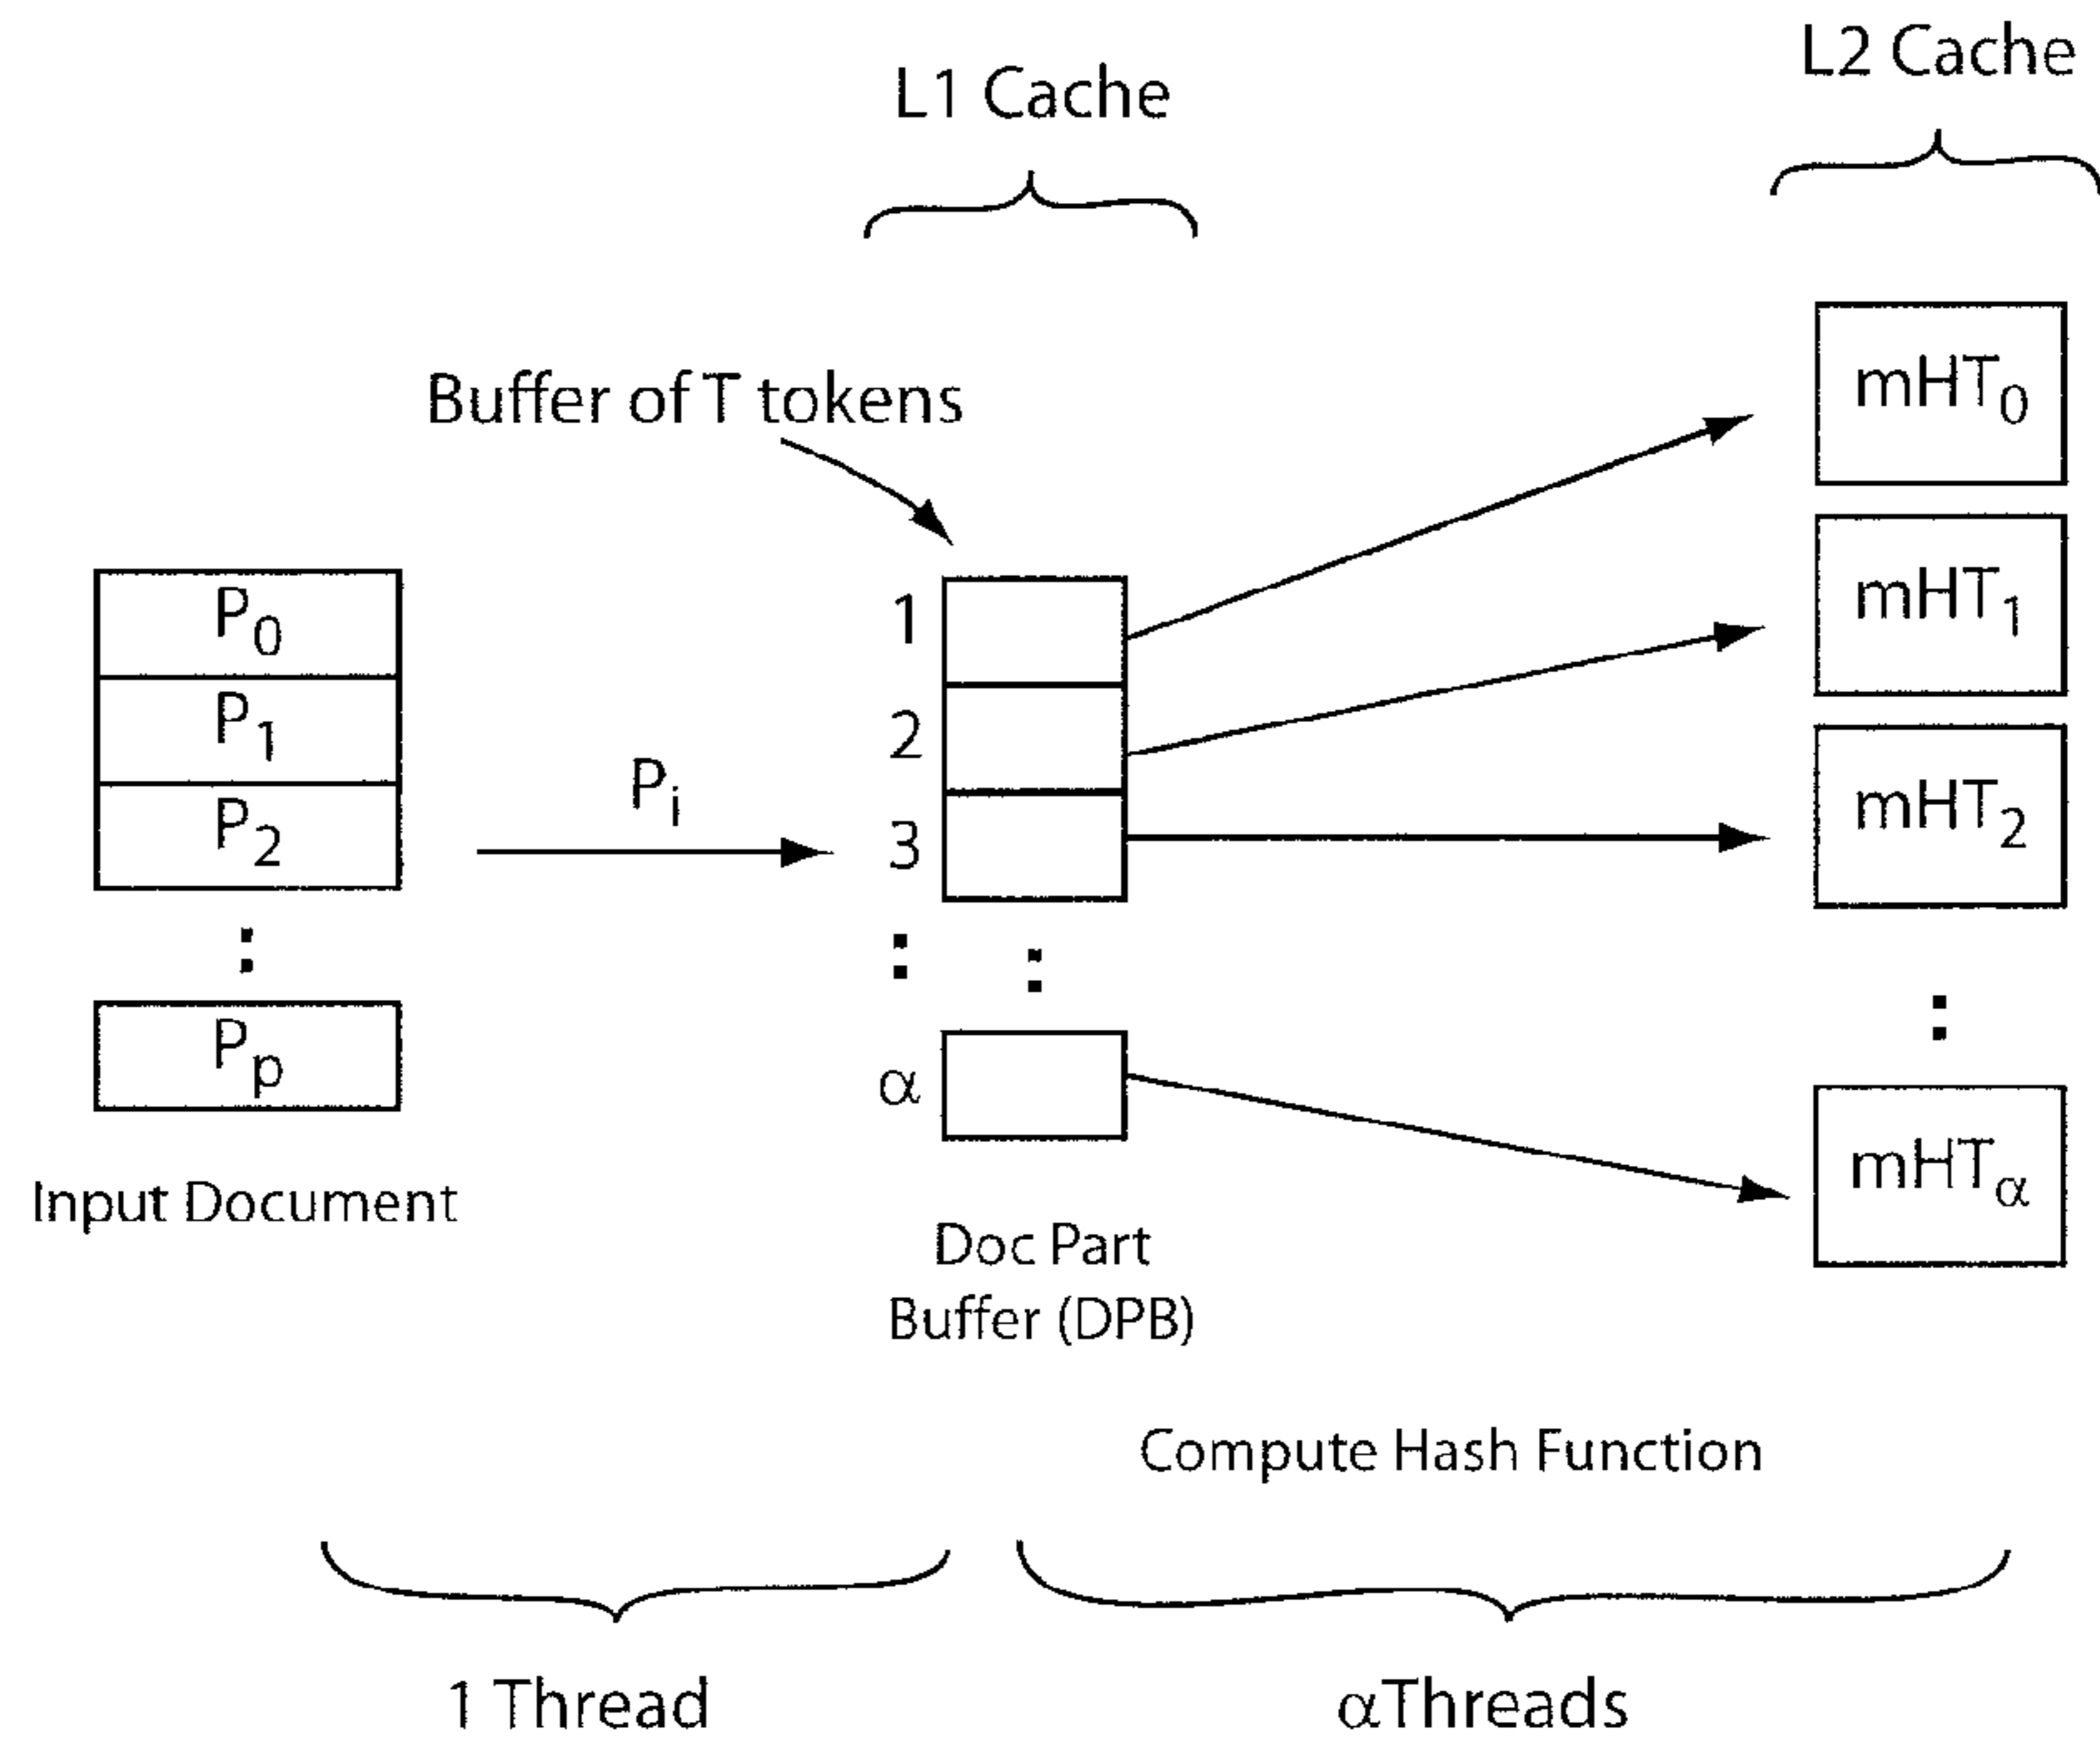 L1 Cache
L2 Cache
Buffer of T tokens
P0
P1
P2
:
Pp
Input Document
Pi
1
2
3
:
:
α
Doc Part
Buffer (DPB)
mHT0
mHT1
mHT2
:
mHTα
Compute Hash Function
1 Thread
αThreads